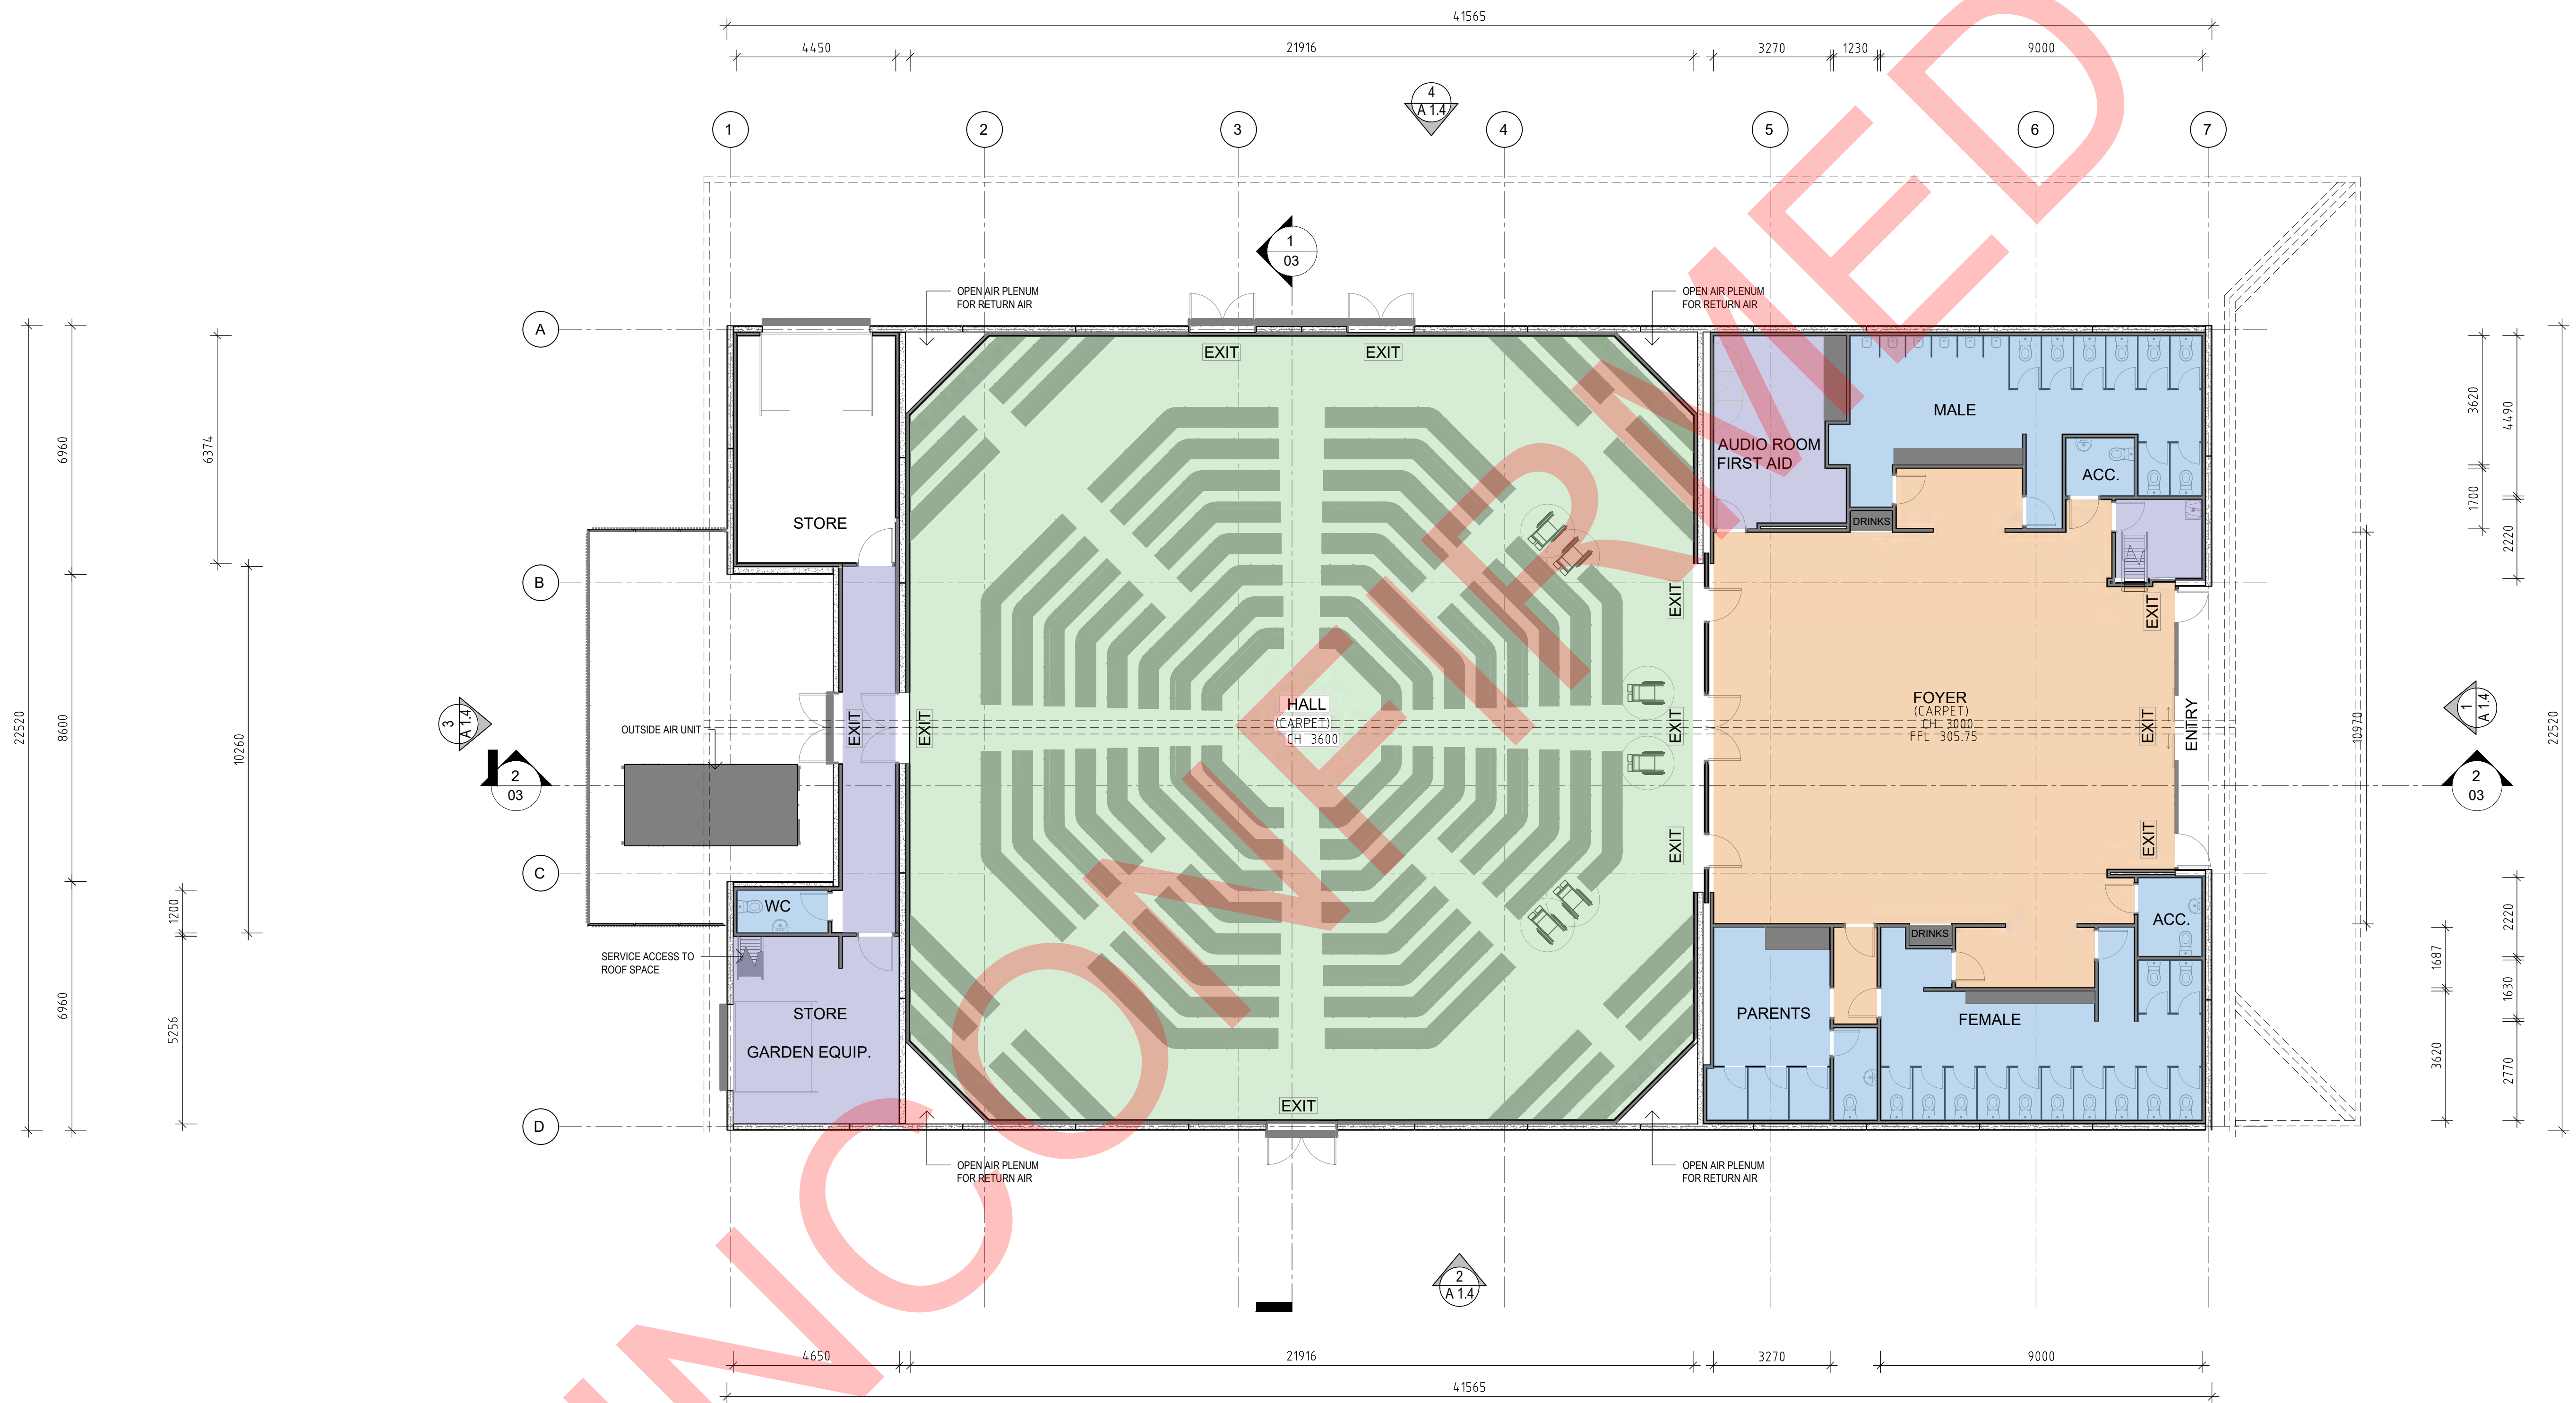 41565
4450
21916
3270
1230
9000
4
A 1.4
1
2
3
4
5
6
7
1
03
OPEN AIR PLENUM
FOR RETURN AIR
OPEN AIR PLENUM
FOR RETURN AIR
A
B
C
D
EXIT
EXIT
STORE
AUDIO ROOM
FIRST AID
MALE
ACC.
DRINKS
22520
6960
8600
6960
6374
10260
1200
5256
3620
1700
4490
2220
10970
22520
3
A 1.4
2
03
OUTSIDE AIR UNIT
EXIT
EXIT
HALL
(CARPET)
CH 3600
EXIT
EXIT
EXIT
FOYER
(CARPET)
CH 3000
FFL 305.75
EXIT
EXIT
EXIT
ENTRY
1
A 1.4
2
03
WC
SERVICE ACCESS TO
ROOF SPACE
STORE
GARDEN EQUIP.
DRINKS
ACC.
PARENTS
FEMALE
1687
3620
2220
1630
2770
EXIT
OPEN AIR PLENUM
FOR RETURN AIR
OPEN AIR PLENUM
FOR RETURN AIR
2
A 1.4
4650
21916
3270
9000
41565
NCONFIRMED